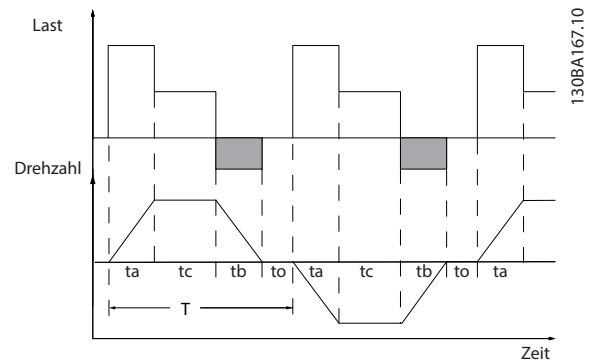 Last
130BA167.10
Drehzahl
ta tc tb to ta tc tb to ta
T
Zeit